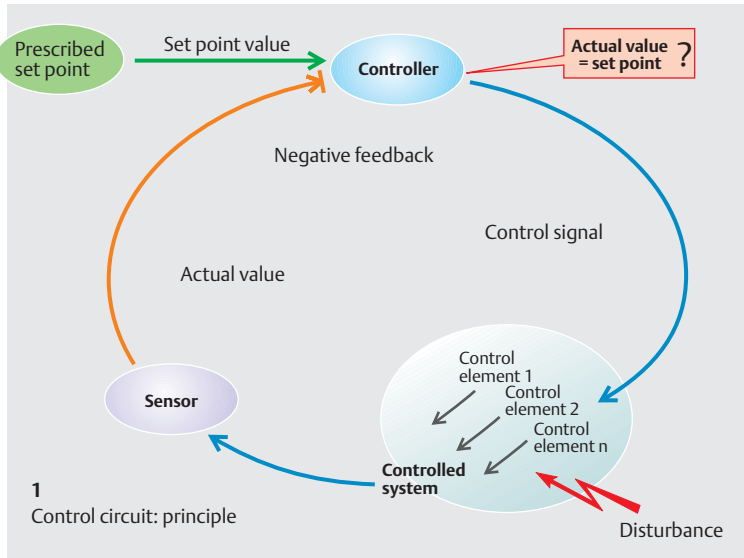 Prescribed
set point
Set point value
Controller
Actual value
= set point ?
Negative feedback
Control signal
Actual value
Control
element 1
Control
element 2
Control
element n
Sensor
Controlled
system
Disturbance
1
Control circuit: principle